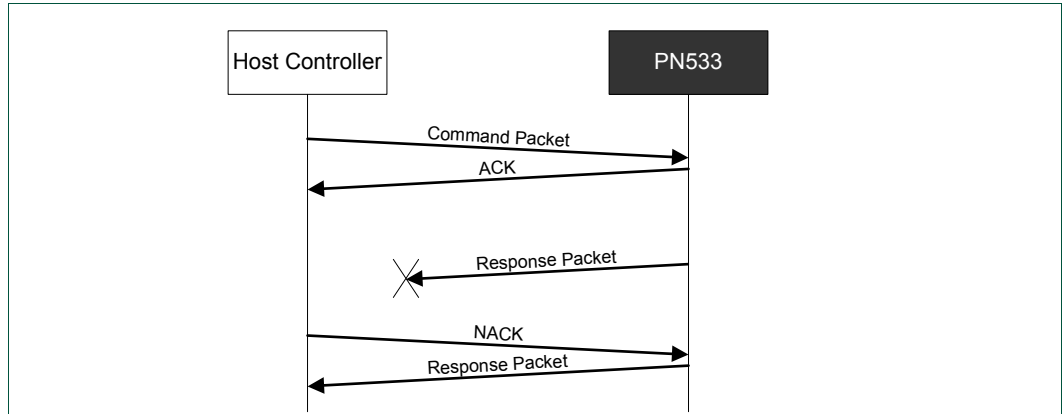 Host Controller
PN533
Command Packet
ACK
Response Packet
NACK
Response Packet